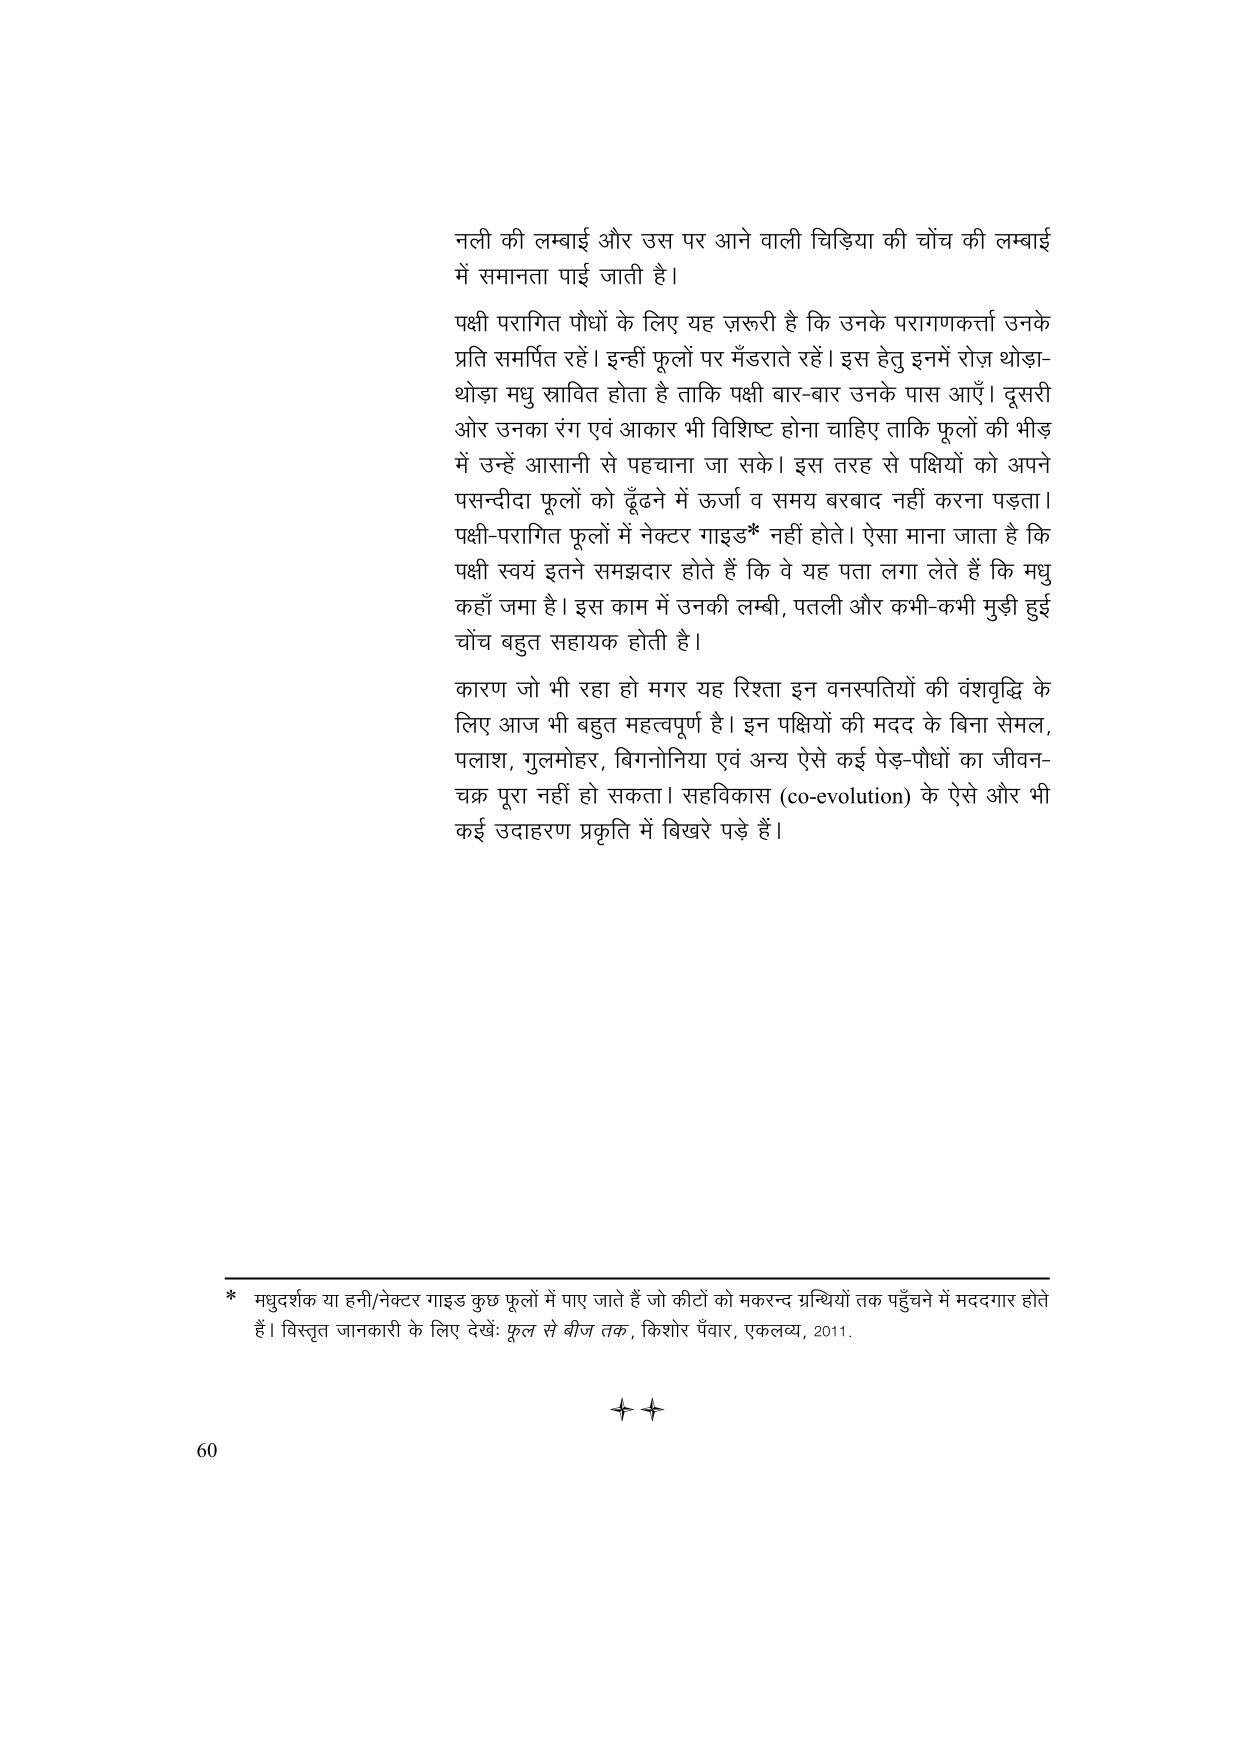 नली की लम्बाई और उस पर आने वाली चिड़िया की चोंच की लम्बाई
में समानता पाई जाती है।
पक्षी परागित पौधों के लिए यह ज़रूरी है कि उनके परागणकर्त्ता उनके
प्रति समर्पित रहें। इन्हीं फूलों पर मँडराते रहें। इस हेतु इनमें रोज़ थोड़ा-
थोड़ा मधु स्रावित होता है ताकि पक्षी बार-बार उनके पास आएँ। दूसरी
ओर उनका रंग एवं आकार भी विशिष्ट होना चाहिए ताकि फूलों की भीड़
में उन्हें आसानी से पहचाना जा सके। इस तरह से पक्षियों को अपने
पसन्दीदा फूलों को ढूँढने में ऊर्जा व समय बरबाद नहीं करना पड़ता।
पक्षी-परागित फूलों में नेक्टर गाइड* नहीं होते। ऐसा माना जाता है कि
पक्षी स्वयं इतने समझदार होते हैं कि वे यह पता लगा लेते हैं कि मधु
कहाँ जमा है। इस काम में उनकी लम्बी, पतली और कभी-कभी मुड़ी हुई
चोंच बहुत सहायक होती है।
कारण जो भी रहा हो मगर यह रिश्ता इन वनस्पतियों की वंशवृद्धि के
लिए आज भी बहुत महत्वपूर्ण है। इन पक्षियों की मदद के बिना सेमल,
पलाश, गुलमोहर, बिगनोनिया एवं अन्य ऐसे कई पेड़-पौधों का जीवन-
चक्र पूरा नहीं हो सकता। सहविकास (co-evolution) के ऐसे और भी
कई उदाहरण प्रकृति में बिखरे पड़े हैं।
* मधुदर्शक या हनी/नेक्टर गाइड कुछ फूलों में पाए जाते हैं जो कीटों को मकरन्द ग्रन्थियों तक पहुँचने में मददगार होते
हैं। विस्तृत जानकारी के लिए देखें: फूल से बीज तक, किशोर पँवार, एकलव्य, 2011.
60